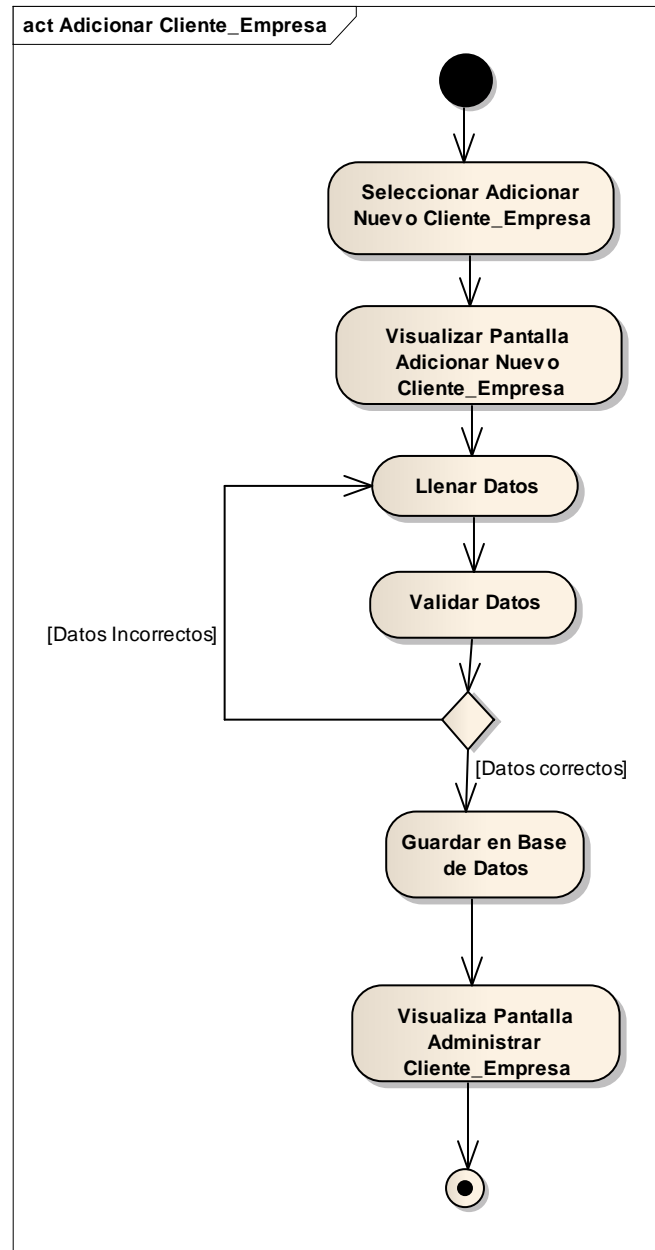 act Adicionar Cliente_Empresa
Seleccionar Adicionar
Nuevo Cliente_Empresa
Visualizar Pantalla
Adicionar Nuevo
Cliente_Empresa
Llenar Datos
Validar Datos
[Datos Incorrectos]
[Datos correctos]
Guardar en Base
de Datos
Visualiza Pantalla
Administrar
Cliente_Empresa